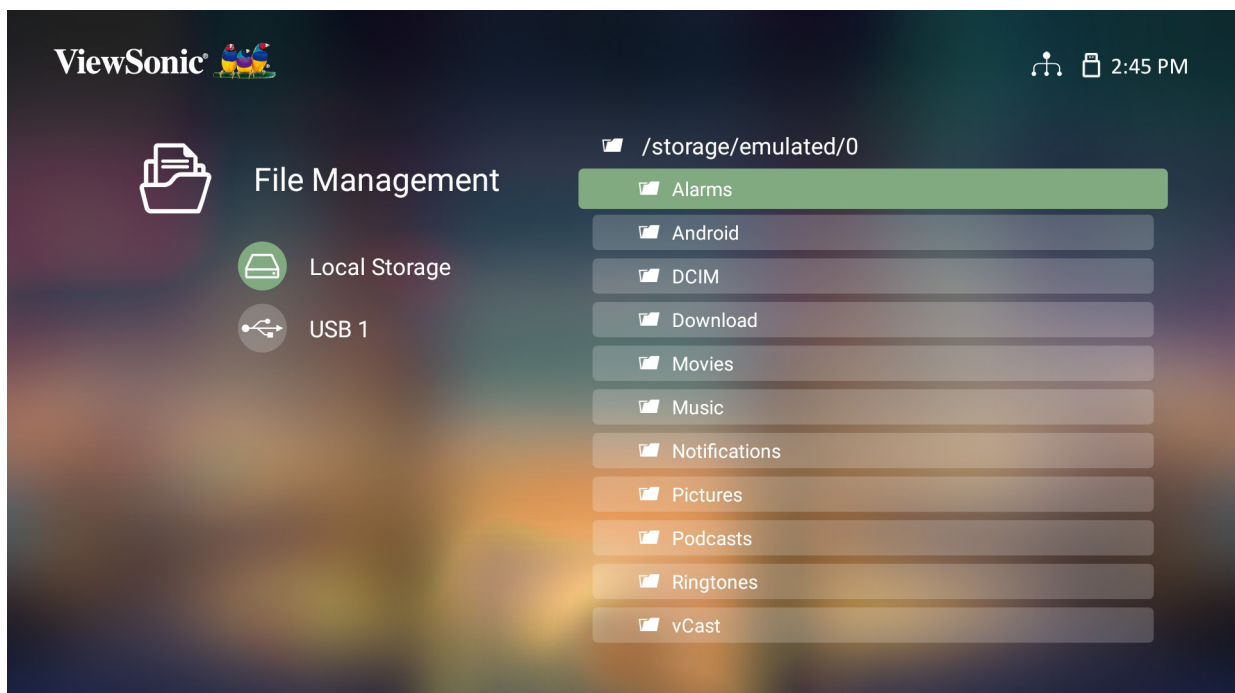 ViewSonic®
2:45 PM
File Management
Local Storage
USB 1
/storage/emulated/0
Alarms
Android
DCIM
Download
Movies
Music
Notifications
Pictures
Podcasts
Ringtones
vCast